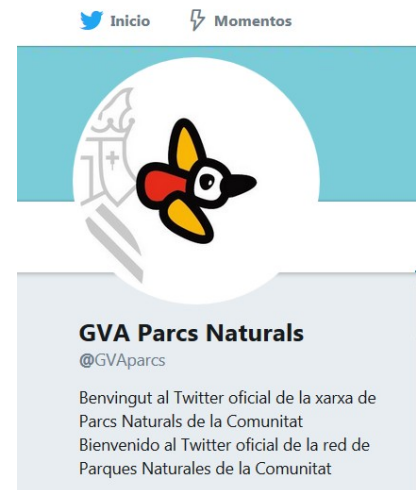 Inicio Momentos
GVA Parcs Naturals
@GVAparcs
Benvingut al Twitter oficial de la xarxa de
Parcs Naturals de la Comunitat
Bienvenido al Twitter oficial de la red de
Parques Naturales de la Comunitat